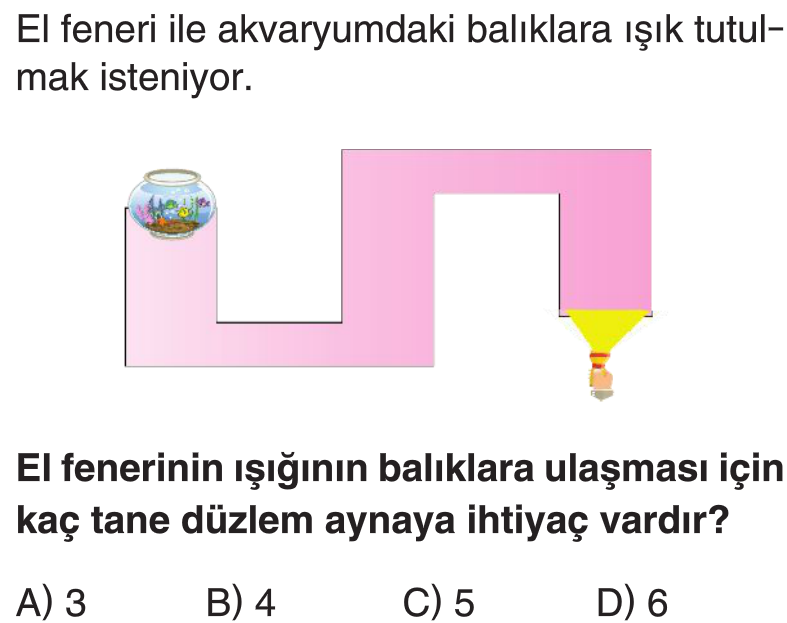 El feneri ile akvaryumdaki balıklara ışık tutul-
mak isteniyor.
El fenerinin ışığının balıklara ulaşması için
kaç tane düzlem aynaya ihtiyaç vardır?
A) 3 B) 4 C) 5 D) 6